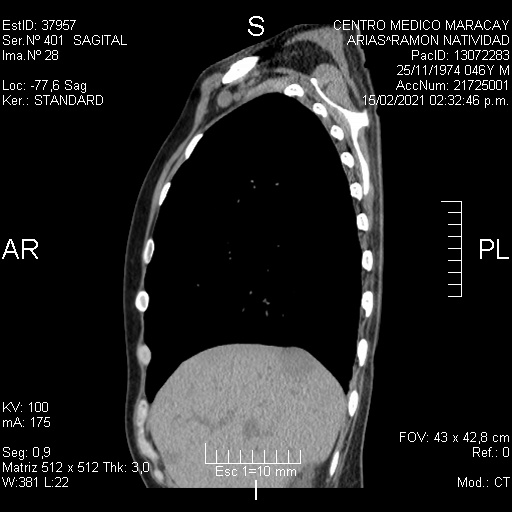 EstID: 37957
Ser.Nº 401 SAGITAL
Ima.Nº 28
Loc: -77,6 Sag
Ker.: STANDARD
S
CENTRO MEDICO MARACAY
ARIAS^RAMON NATIVIDAD
PacID: 13072283
25/11/1974 046Y M
AccNum: 21725001
15/02/2021 02:32:46 p.m.
AR
PL
KV: 100
mA: 175
Seg: 0,9
Matriz 512 x 512 Thk: 3,0
W:381 L:22
Esc 1=10 mm
I
FOV: 43 x 42,8 cm
Ref.: 0
Mod.: CT